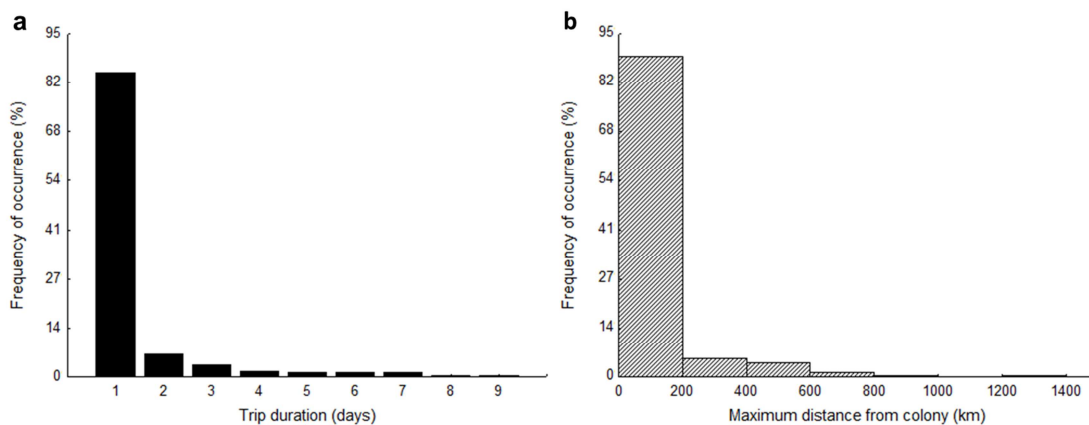 a
Frequency of occurrence (%)
95
82
68
54
41
27
14
0
1 2 3 4 5 6 7 8 9
Trip duration (days)
b
Frequency of occurrence (%)
95
82
68
54
41
27
14
0
0 200 400 600 800 1000 1200 1400
Maximum distance from colony (km)